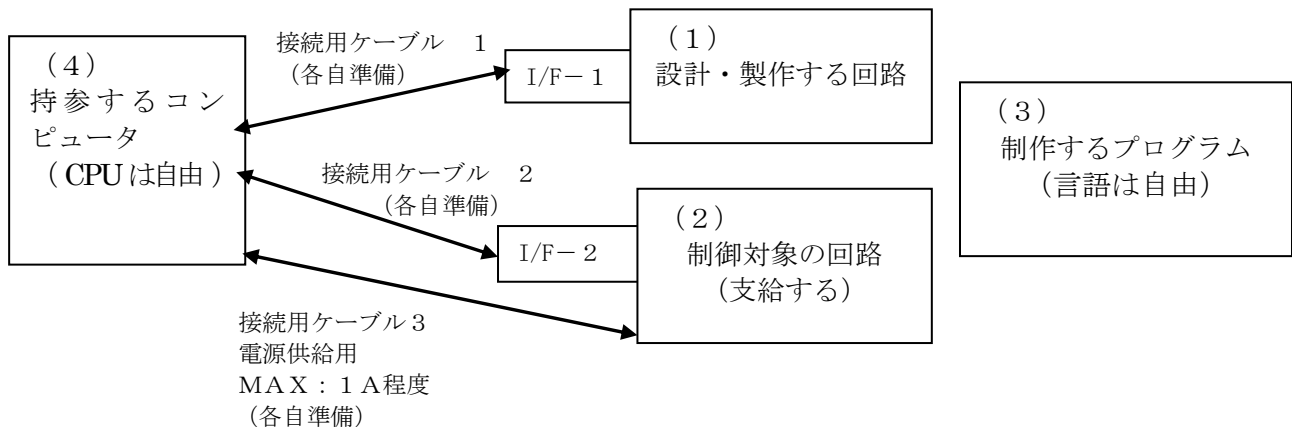 (4)
持参するコン
ピュータ
(CPUは自由)
接続用ケーブル　1
(各自準備)
I/F－1
(1)
設計・製作する回路
接続用ケーブル　2
(各自準備)
I/F－2
(2)
制御対象の回路
(支給する)
接続用ケーブル3
電源供給用
MAX:1A程度
(各自準備)
(3)
制作するプログラム
(言語は自由)